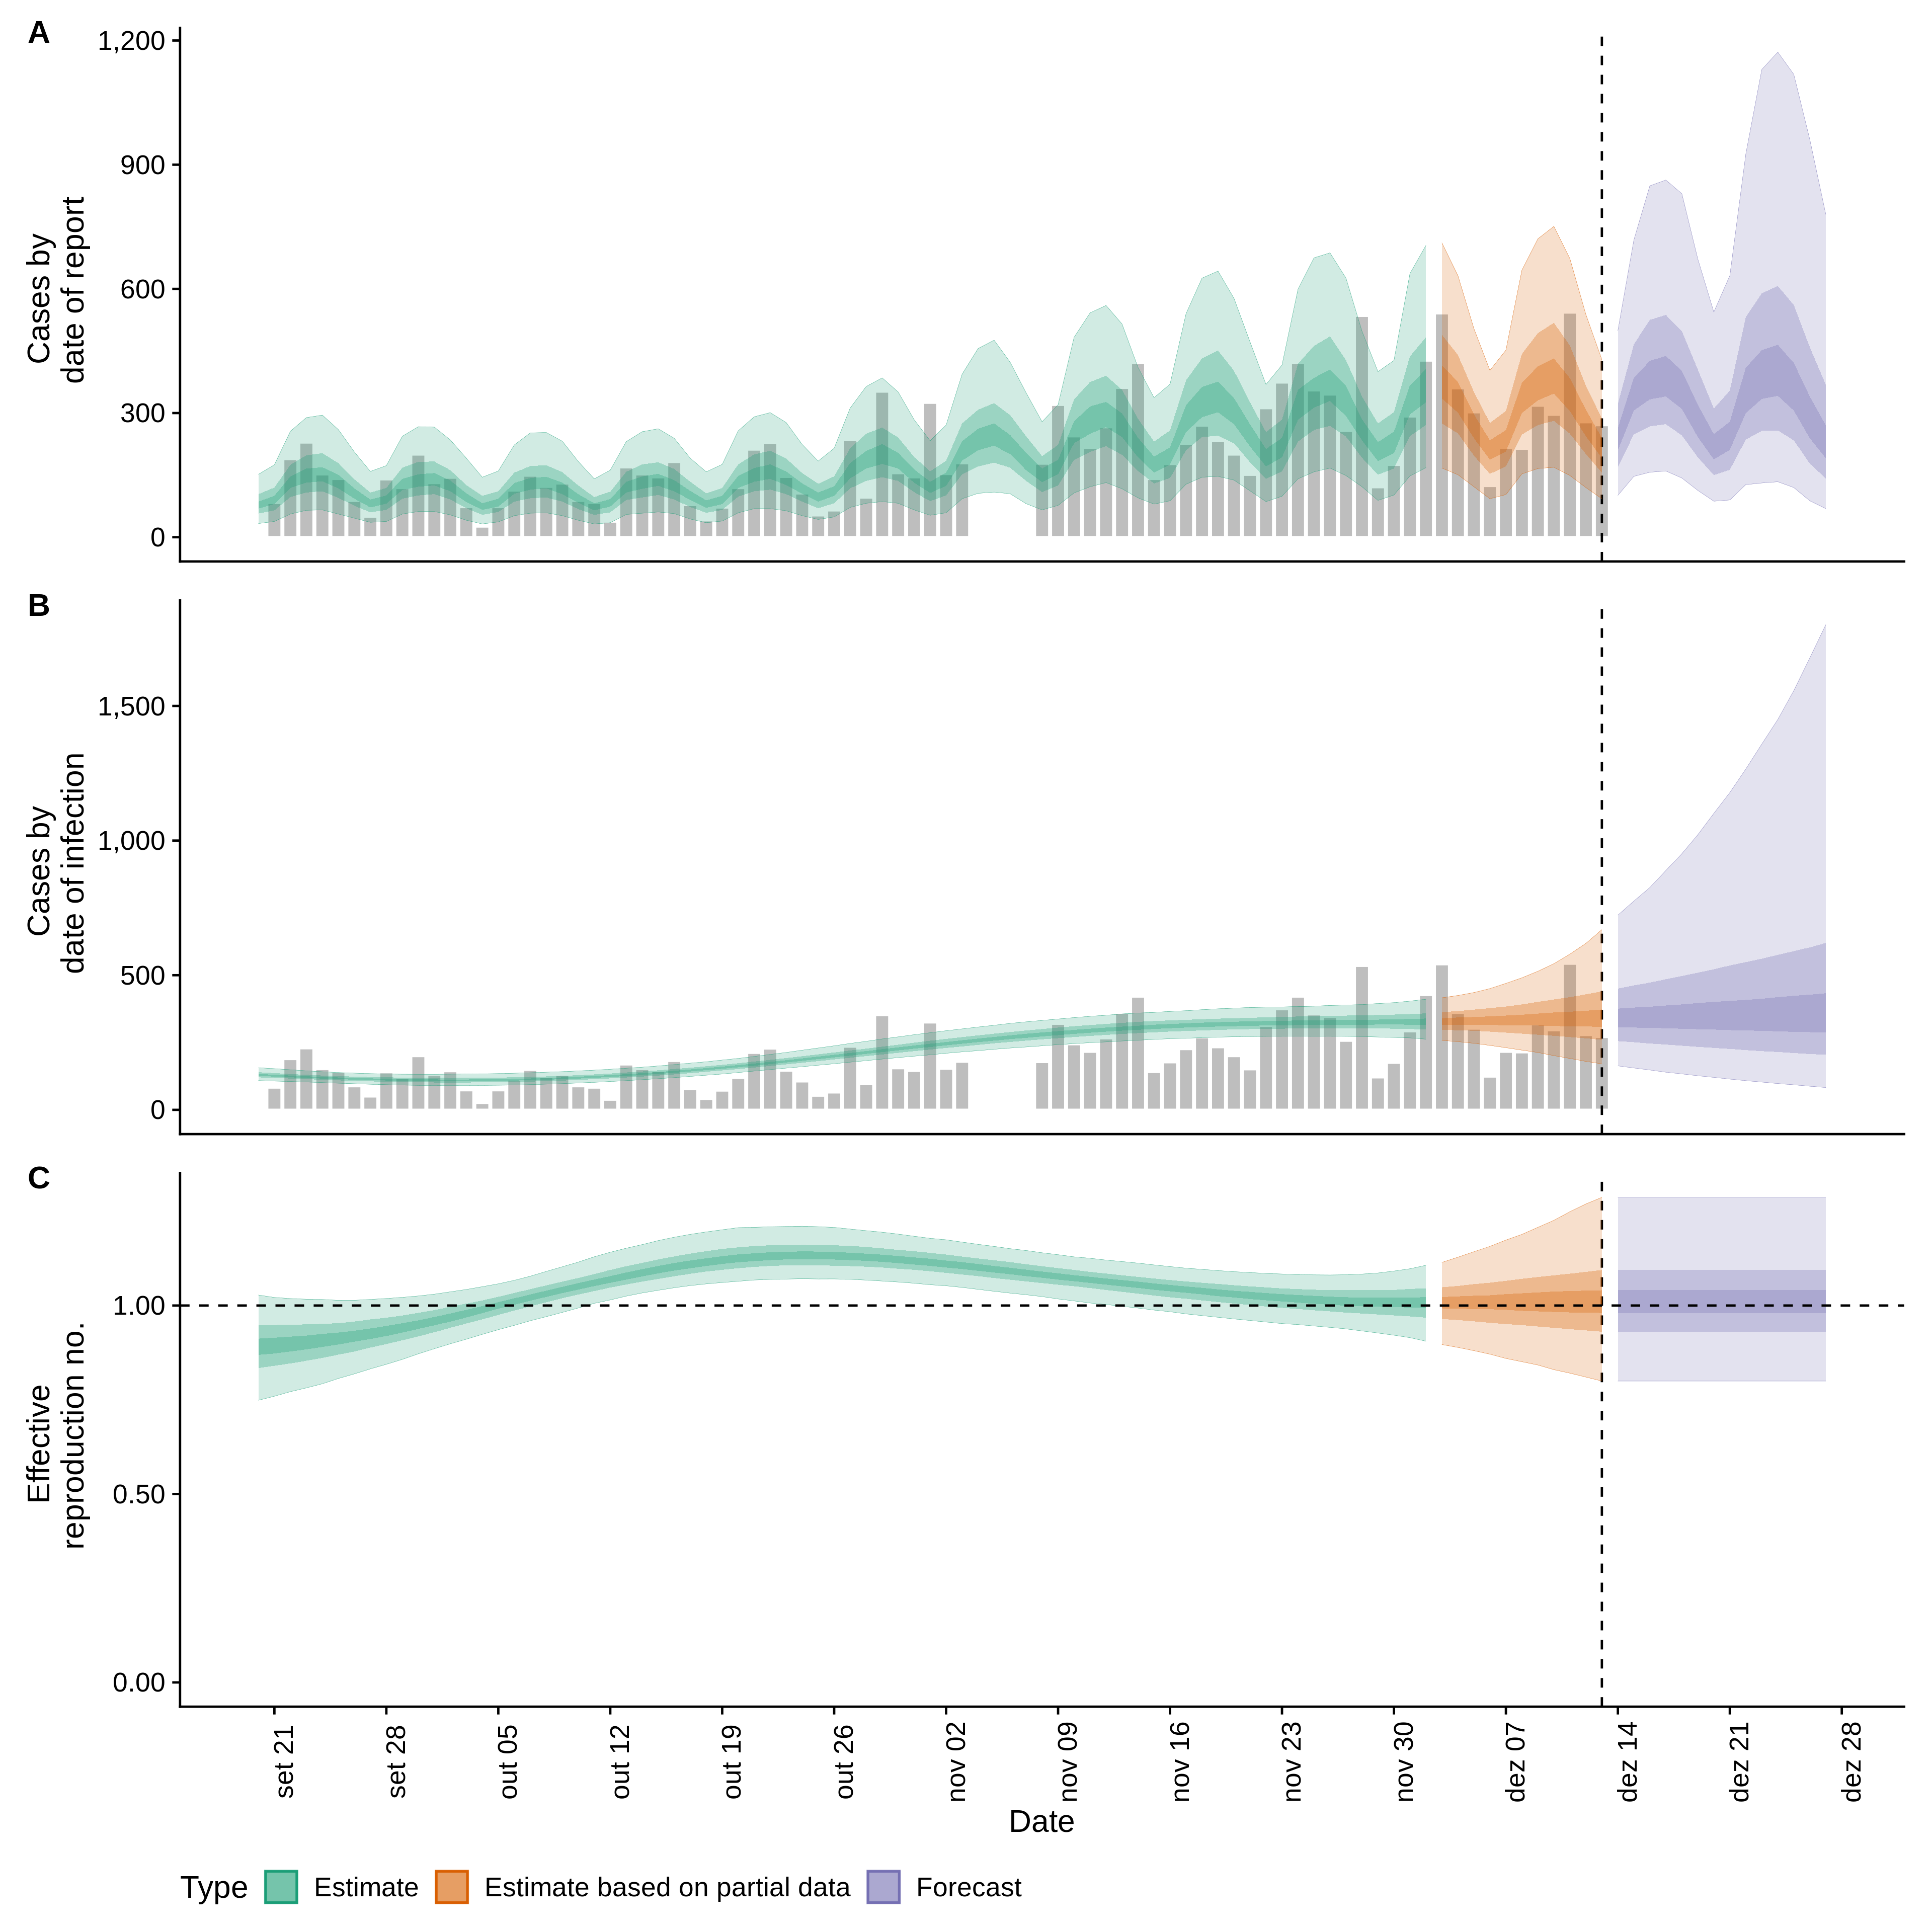 A
1,200
900
600
300
0
Cases by
date of report
B
1,500
1,000
500
0
Cases by
date of infection
C
1.00
0.50
0.00
Effective
reproduction no.
set 21
set 28
out 05
out 12
out 19
out 26
nov 02
nov 09
nov 16
nov 23
nov 30
dez 07
dez 14
dez 21
dez 28
Date
Type Estimate Estimate based on partial data Forecast